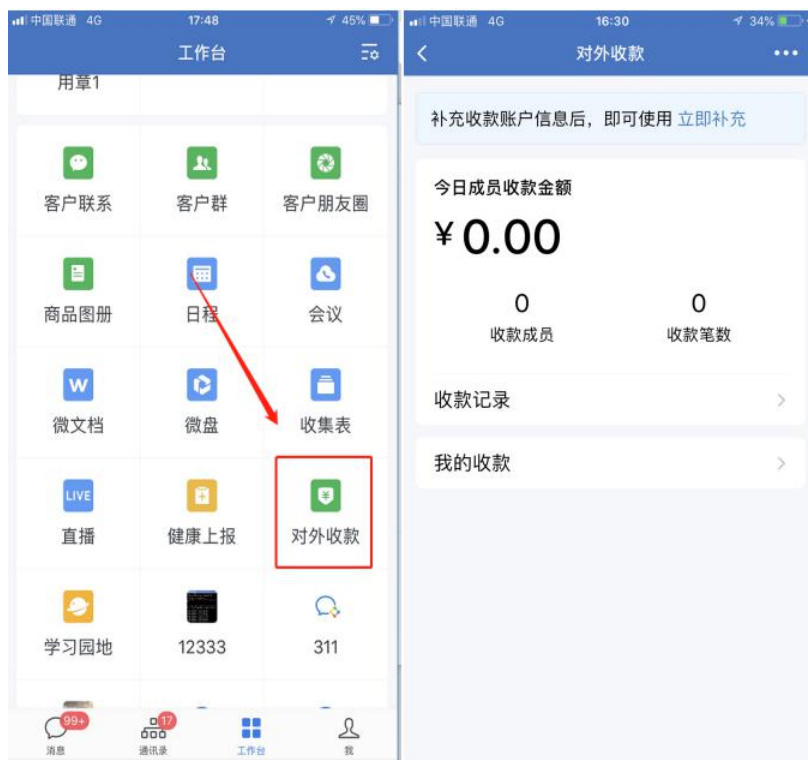 中国联通 4G 17:48 45%
工作台
用章1
客户联系 客户群 客户朋友圈
商品图册 日程 会议
W
微文档 微盘 收集表
LIVE
直播 健康上报 对外收款
学习园地 12333 311
99+ 17
消息 通讯录 工作台 我
中国联通 4G 16:30 34%
对外收款
补充收款账户信息后，即可使用 立即补充
今日成员收款金额
¥ 0.00
0 0
收款成员 收款笔数
收款记录
我的收款